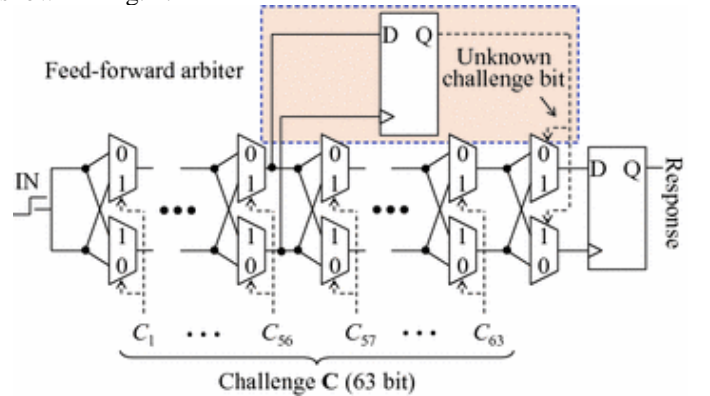 D Q
Feed-forward arbiter
Unknown
challenge bit
0 0 0 0 0
IN 1 1 1 1 1 D Q Response
••• •••
1 1 1 1 1
0 0 0 0 0
C1 ••• C56 C57 ••• C63
Challenge C (63 bit)